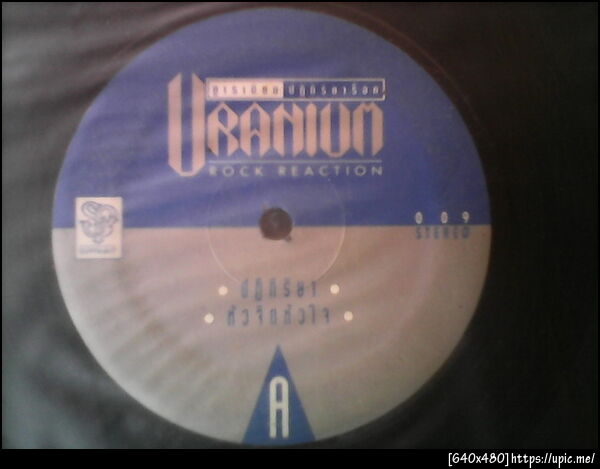 ยูเรเนียม ปฏิกิริยาร็อค
URANIUM
ROCK REACTION
009
STEREO
• ปฏิกิริยา •
• หัวจิตหัวใจ •
A
[640x480]https://upic.me/